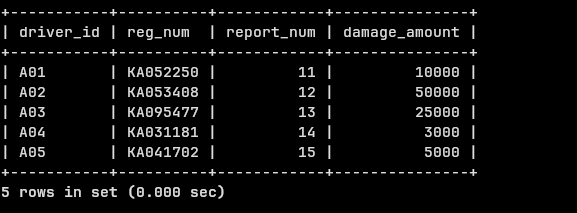 +-----------+----------+------------+---------------+
| driver_id | reg_num  | report_num | damage_amount |
+-----------+----------+------------+---------------+
| A01       | KA052250 |         11 |         10000 |
| A02       | KA053408 |         12 |         50000 |
| A03       | KA095477 |         13 |         25000 |
| A04       | KA031181 |         14 |          3000 |
| A05       | KA041702 |         15 |          5000 |
+-----------+----------+------------+---------------+
5 rows in set (0.000 sec)